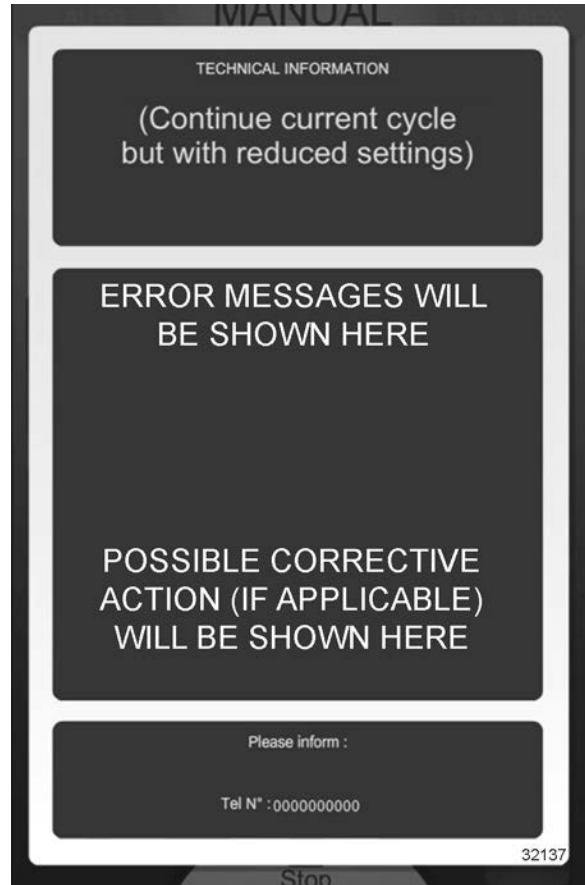 MANUAL
TECHNICAL INFORMATION
(Continue current cycle
but with reduced settings)
ERROR MESSAGES WILL
BE SHOWN HERE
POSSIBLE CORRECTIVE
ACTION (IF APPLICABLE)
WILL BE SHOWN HERE
Please inform :
Tel N° : 0000000000
32137
Stop